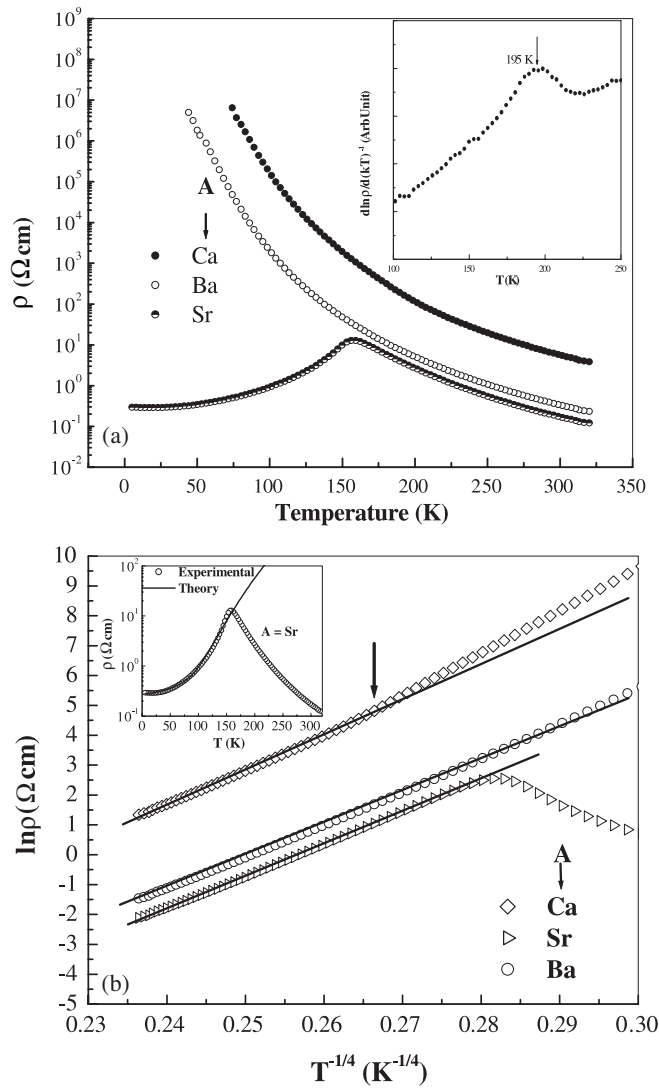 10^9
10^8
10^7
10^6
10^5
10^4
10^3
10^2
10^1
10^0
10^-1
10^-2
ρ (Ω cm)
A
Ca
Ba
Sr
(a)
0 50 100 150 200 250 300 350
Temperature (K)
195 K
dlnρ/d(kT)^-1 (ArbUnit)
100 150 200 250
T(K)
10
9
8
7
6
5
4
3
2
1
0
-1
-2
-3
-4
-5
lnρ(Ω cm)
10^2
10^1
10^0
10^-1
ρ (Ω cm)
Experimental
Theory
A = Sr
0 50 100 150 200 250 300
T (K)
A
Ca
Sr
Ba
(b)
0.23 0.24 0.25 0.26 0.27 0.28 0.29 0.30
T^-1/4 (K^-1/4)